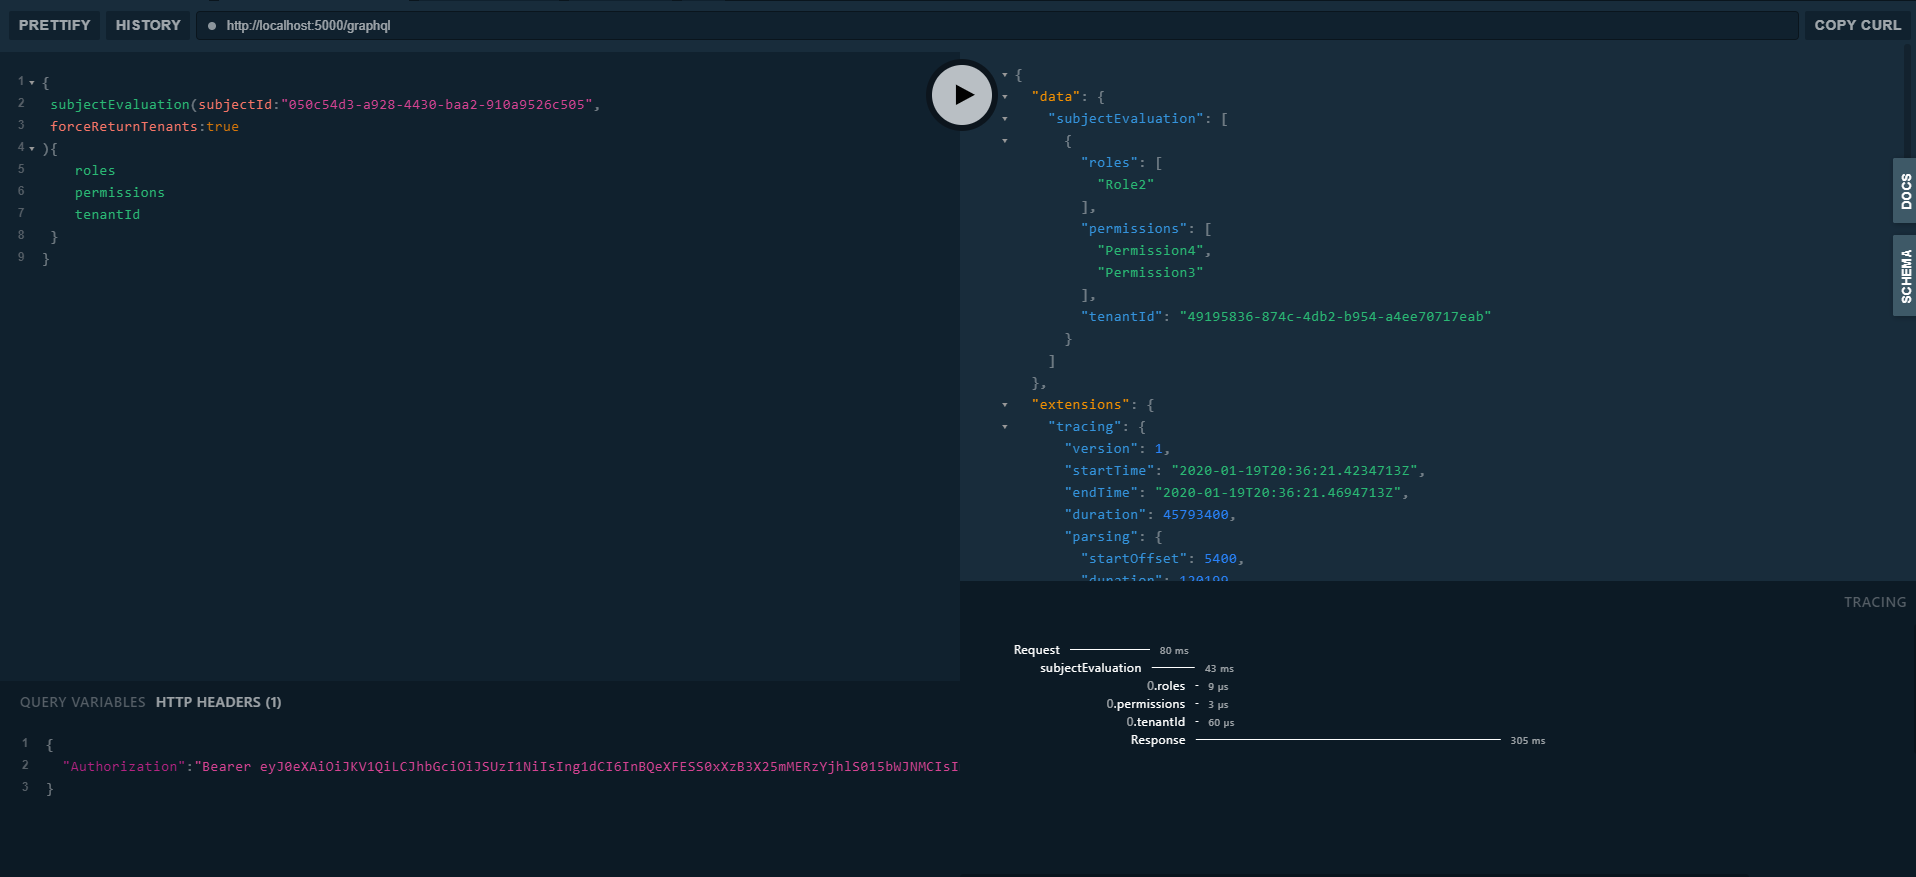 PRETTIFY HISTORY http://localhost:5000/graphql COPY CURL
1 {
2 subjectEvaluation(subjectId:"050c54d3-a928-4430-baa2-910a9526c505",
3 forceReturnTenants:true
4 ){
5 roles
6 permissions
7 tenantId
8 }
9 }
{
"data": {
"subjectEvaluation": [
{
"roles": [
"Role2"
],
"permissions": [
"Permission4",
"Permission3"
],
"tenantId": "49195836-874c-4db2-b954-a4ee70717eab"
}
]
},
"extensions": {
"tracing": {
"version": 1,
"startTime": "2020-01-19T20:36:21.4234713Z",
"endTime": "2020-01-19T20:36:21.4694713Z",
"duration": 45793400,
"parsing": {
"startOffset": 5400,
"duration": 120199
DOCS
SCHEMA
QUERY VARIABLES HTTP HEADERS (1)
1 {
2 "Authorization":"Bearer eyJ0eXAiOiJKV1QiLCJhbGciOiJSUzI1NiIsIng1dCI6InBQeXFESS0xXzB3X25mMERzYjhlS015bWJNMCIsI
3 }
TRACING
Request 80 ms
subjectEvaluation 43 ms
0.roles - 9 µs
0.permissions - 3 µs
0.tenantId - 60 µs
Response 305 ms